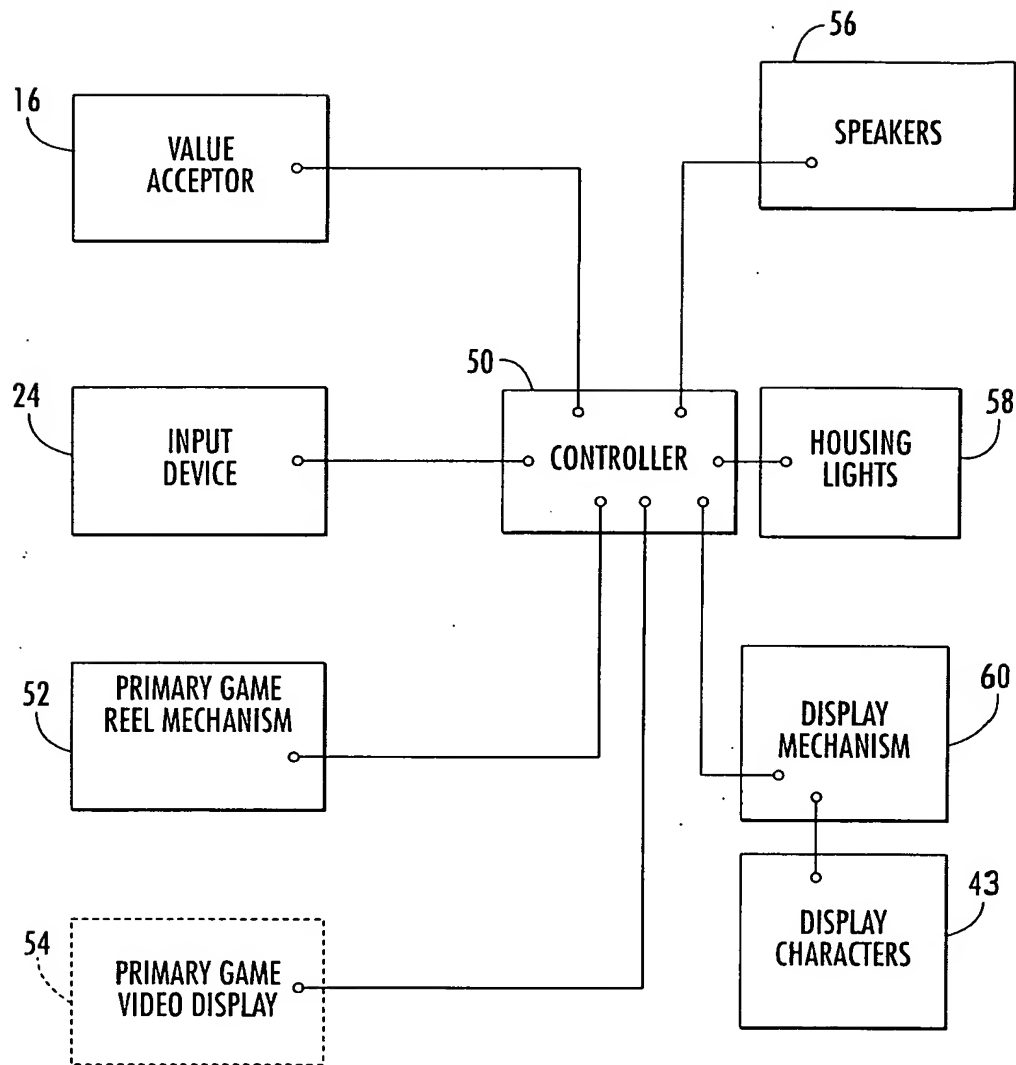 56
16
VALUE
ACCEPTOR
SPEAKERS
50
24
INPUT
DEVICE
CONTROLLER
HOUSING
LIGHTS
58
52
PRIMARY GAME
REEL MECHANISM
DISPLAY
MECHANISM
60
54
PRIMARY GAME
VIDEO DISPLAY
DISPLAY
CHARACTERS
43